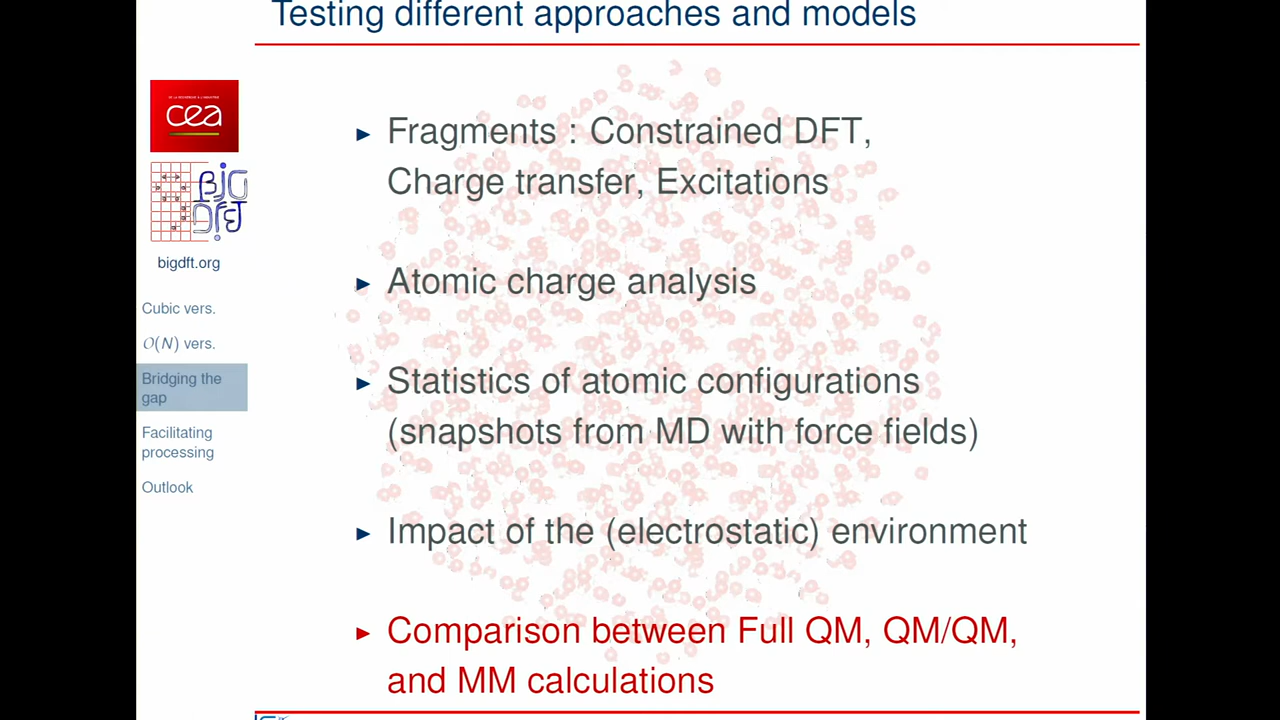 Testing different approaches and models
cea
BigDFT
bigdft.org
Cubic vers.
O(N) vers.
Bridging the
gap
Facilitating
processing
Outlook
► Fragments : Constrained DFT,
Charge transfer, Excitations
► Atomic charge analysis
► Statistics of atomic configurations
(snapshots from MD with force fields)
► Impact of the (electrostatic) environment
► Comparison between Full QM, QM/QM,
and MM calculations